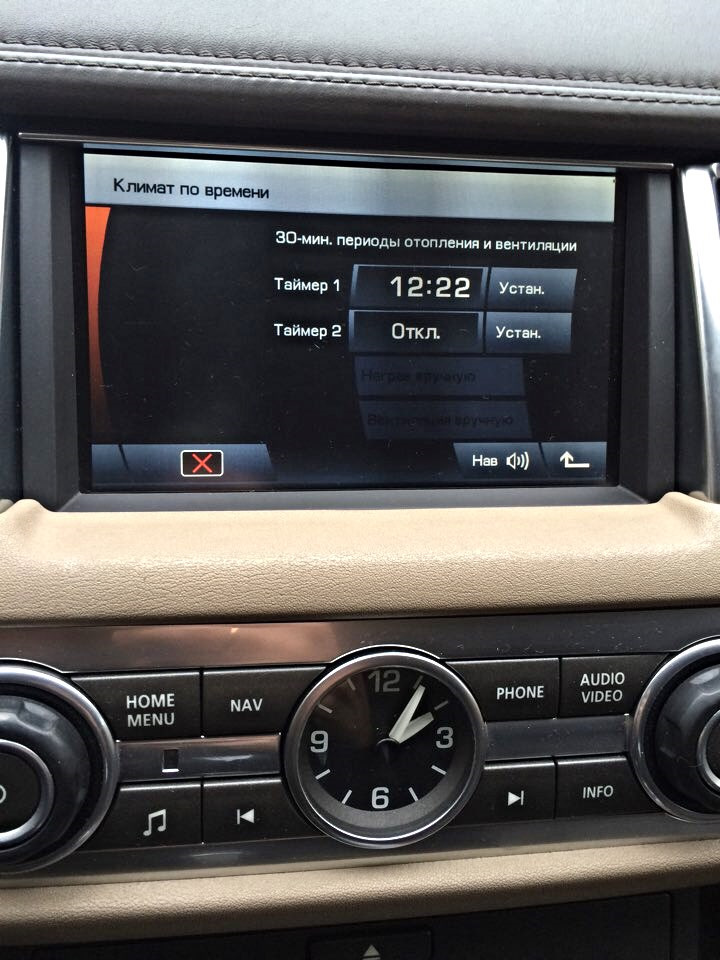 Климат по времени
30-мин. периоды отопления и вентиляции
Таймер 1 12:22 Устан.
Таймер 2 Откл. Устан.
Нагрев вручную
Вентиляция вручную
Нав
HOME MENU
NAV
PHONE
AUDIO VIDEO
12
9 3
6
INFO